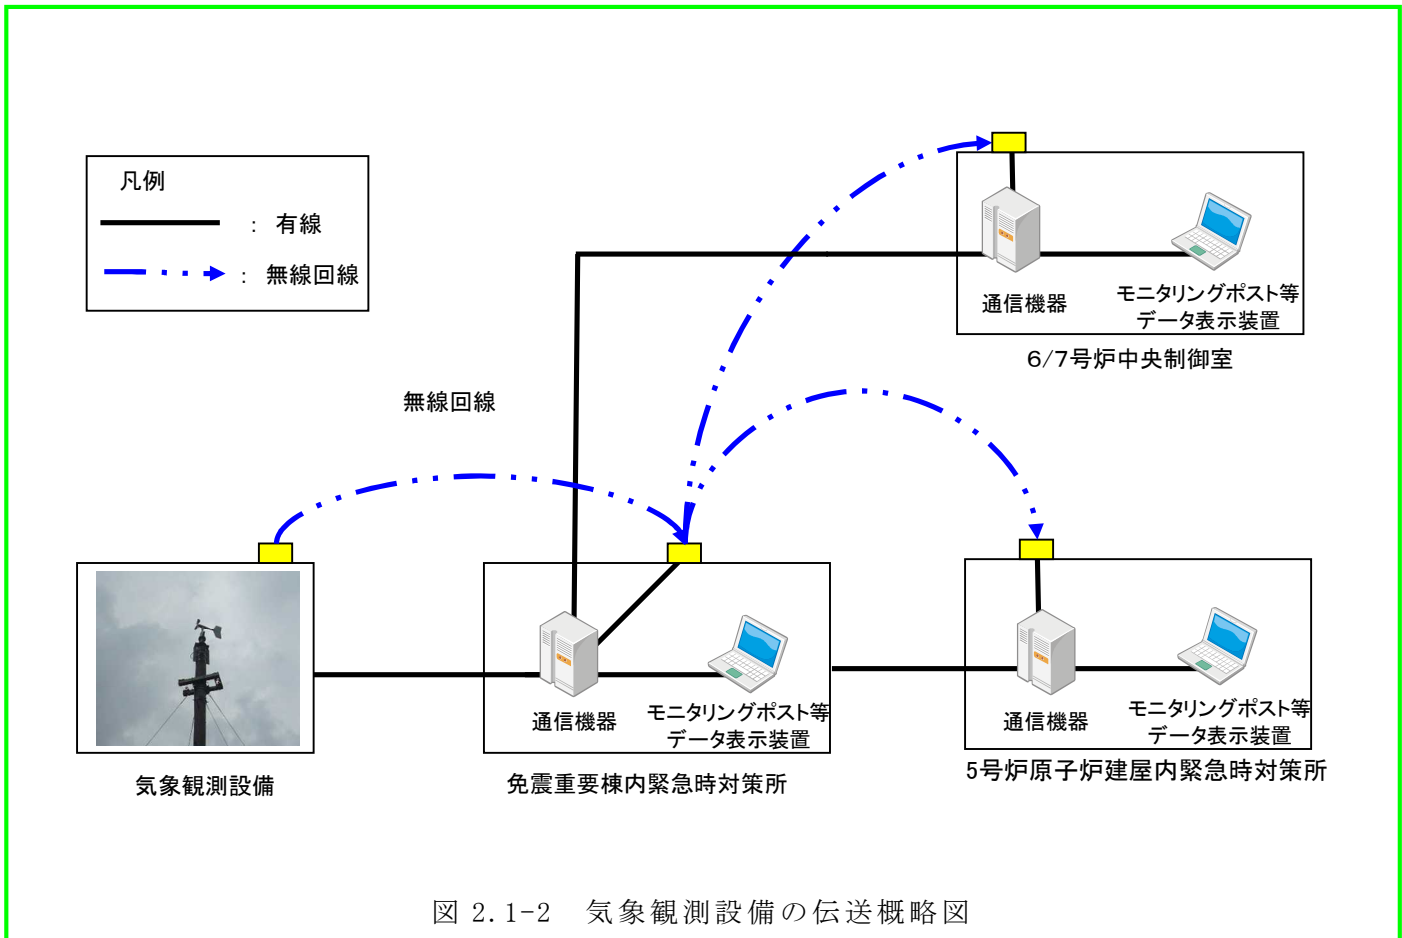 凡例
： 有線
： 無線回線
通信機器
モニタリングポスト等
データ表示装置
6/7号炉中央制御室
無線回線
通信機器
モニタリングポスト等
データ表示装置
通信機器
モニタリングポスト等
データ表示装置
気象観測設備
免震重要棟内緊急時対策所
5号炉原子炉建屋内緊急時対策所
図 2.1-2　気象観測設備の伝送概略図